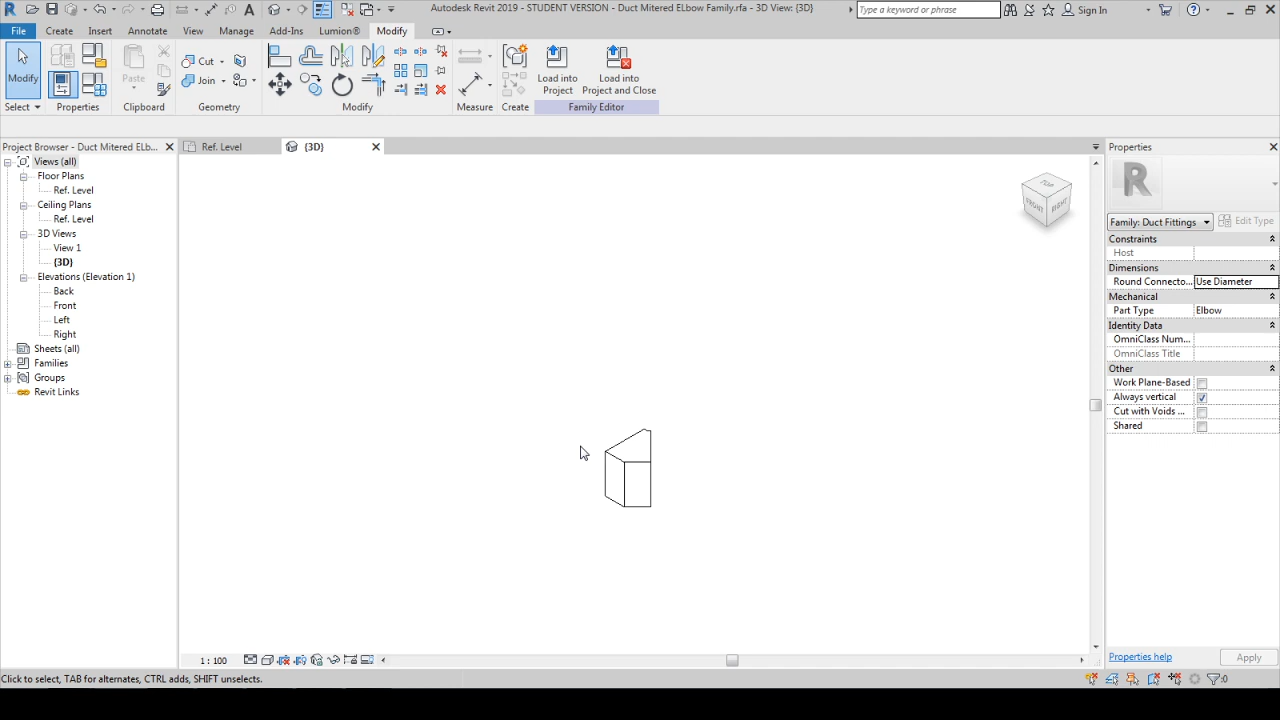 Autodesk Revit 2019 - STUDENT VERSION - Duct Mitered ELbow Family.rfa - 3D View: {3D}
Type a keyword or phrase
Sign In
File Create Insert Annotate View Manage Add-Ins Lumion® Modify
Modify
Paste
Cut
Join
Load into
Project
Load into
Project and Close
Select Properties Clipboard Geometry Modify Measure Create Family Editor
Project Browser - Duct Mitered ELb...
Ref. Level
{3D}
Properties
Views (all)
Floor Plans
Ref. Level
Ceiling Plans
Ref. Level
3D Views
View 1
{3D}
Elevations (Elevation 1)
Back
Front
Left
Right
Sheets (all)
Families
Groups
Revit Links
TOP
FRONT
RIGHT
R
Family: Duct Fittings
Edit Type
Constraints
Host
Dimensions
Round Connecto... Use Diameter
Mechanical
Part Type Elbow
Identity Data
OmniClass Num...
OmniClass Title
Other
Work Plane-Based
Always vertical
Cut with Voids ...
Shared
Properties help
Apply
1 : 100
Click to select, TAB for alternates, CTRL adds, SHIFT unselects.
:0